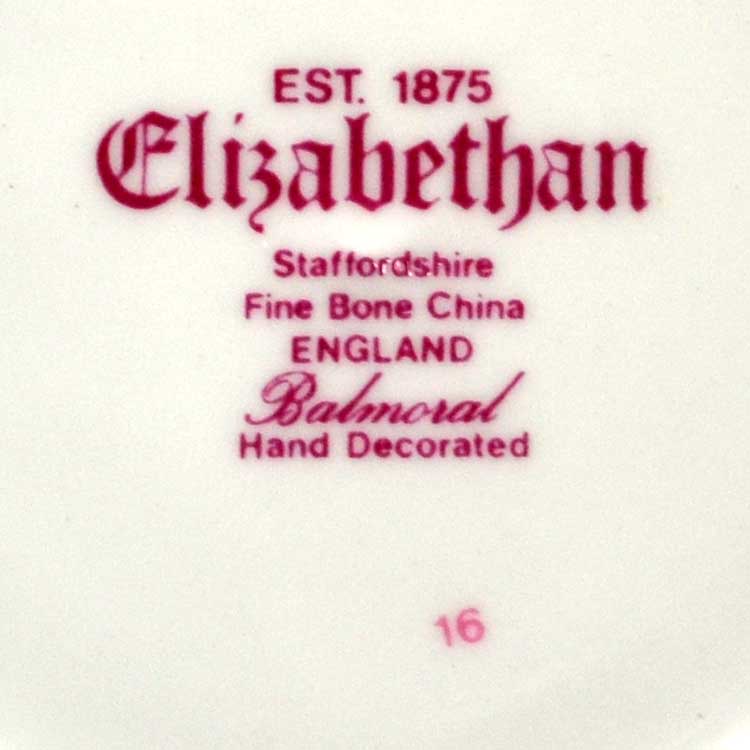 EST. 1875
Elizabethan
Staffordshire
Fine Bone China
ENGLAND
Balmoral
Hand Decorated
16